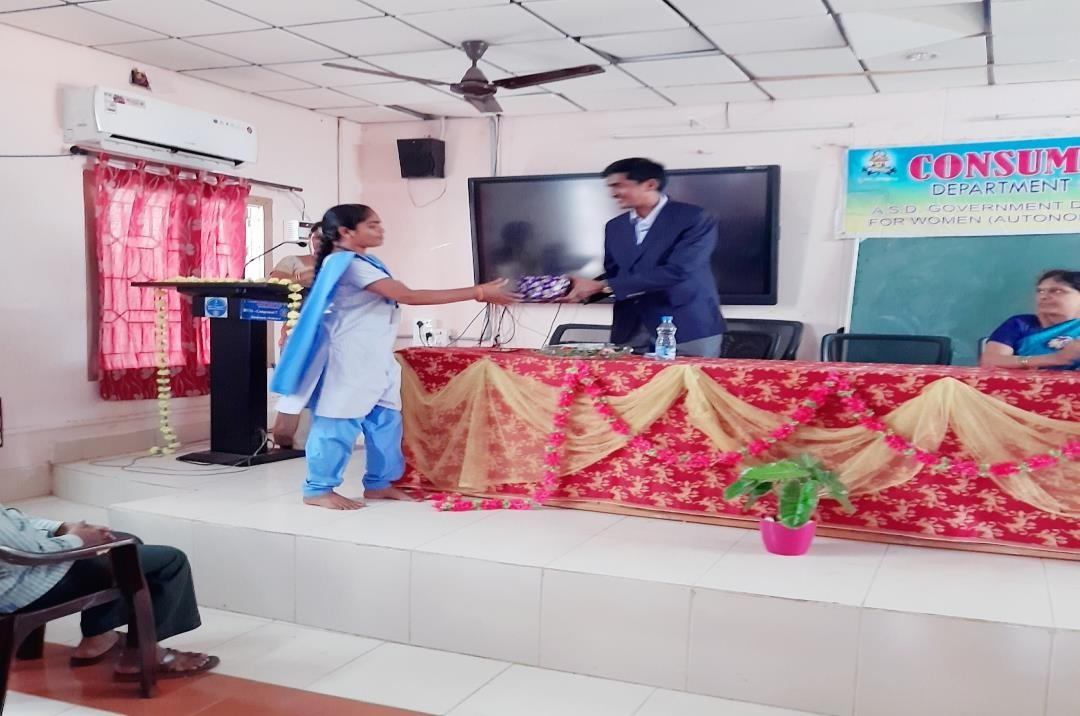 CONSUM
DEPARTMENT
A.S.D. GOVERNMENT D
FOR WOMEN (AUTONO